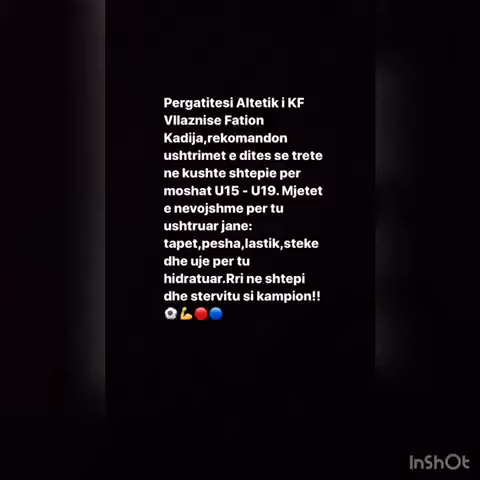 Pergatitesi Altetik i KF
Vllaznise Fation
Kadija,rekomandon
ushtrimet e dites se trete
ne kushte shtepie per
moshat U15 - U19. Mjetet
e nevojshme per tu
ushtruar jane:
tapet,pesha,lastik,steke
dhe uje per tu
hidratuar.Rri ne shtepi
dhe stervitu si kampion!!
⚽💪🔴🔵
InShOt